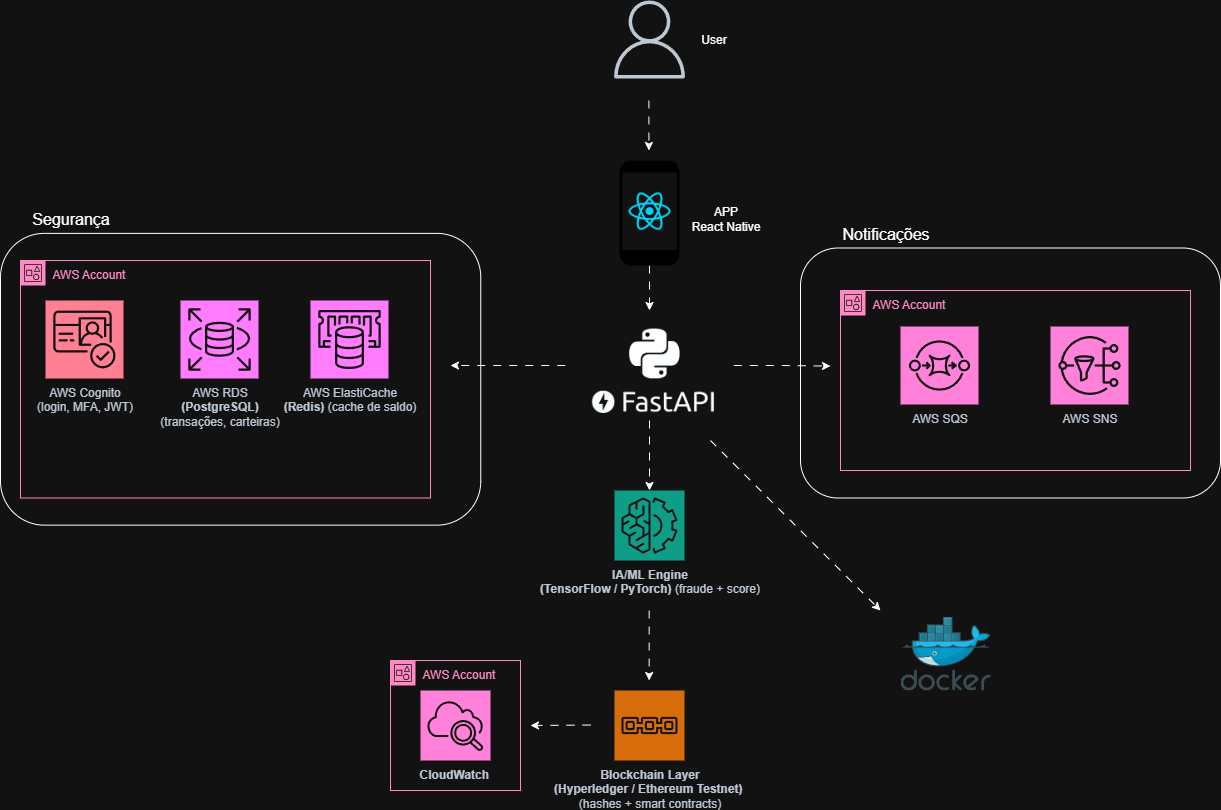 User
APP
React Native
Segurança
AWS Account
AWS Cognito
(login, MFA, JWT)
AWS RDS
(PostgreSQL)
(transações, carteiras)
AWS ElastiCache
(Redis) (cache de saldo)
FastAPI
Notificações
AWS Account
AWS SQS
AWS SNS
IA/ML Engine
(TensorFlow / PyTorch) (fraude + score)
docker
AWS Account
CloudWatch
Blockchain Layer
(Hyperledger / Ethereum Testnet)
(hashes + smart contracts)